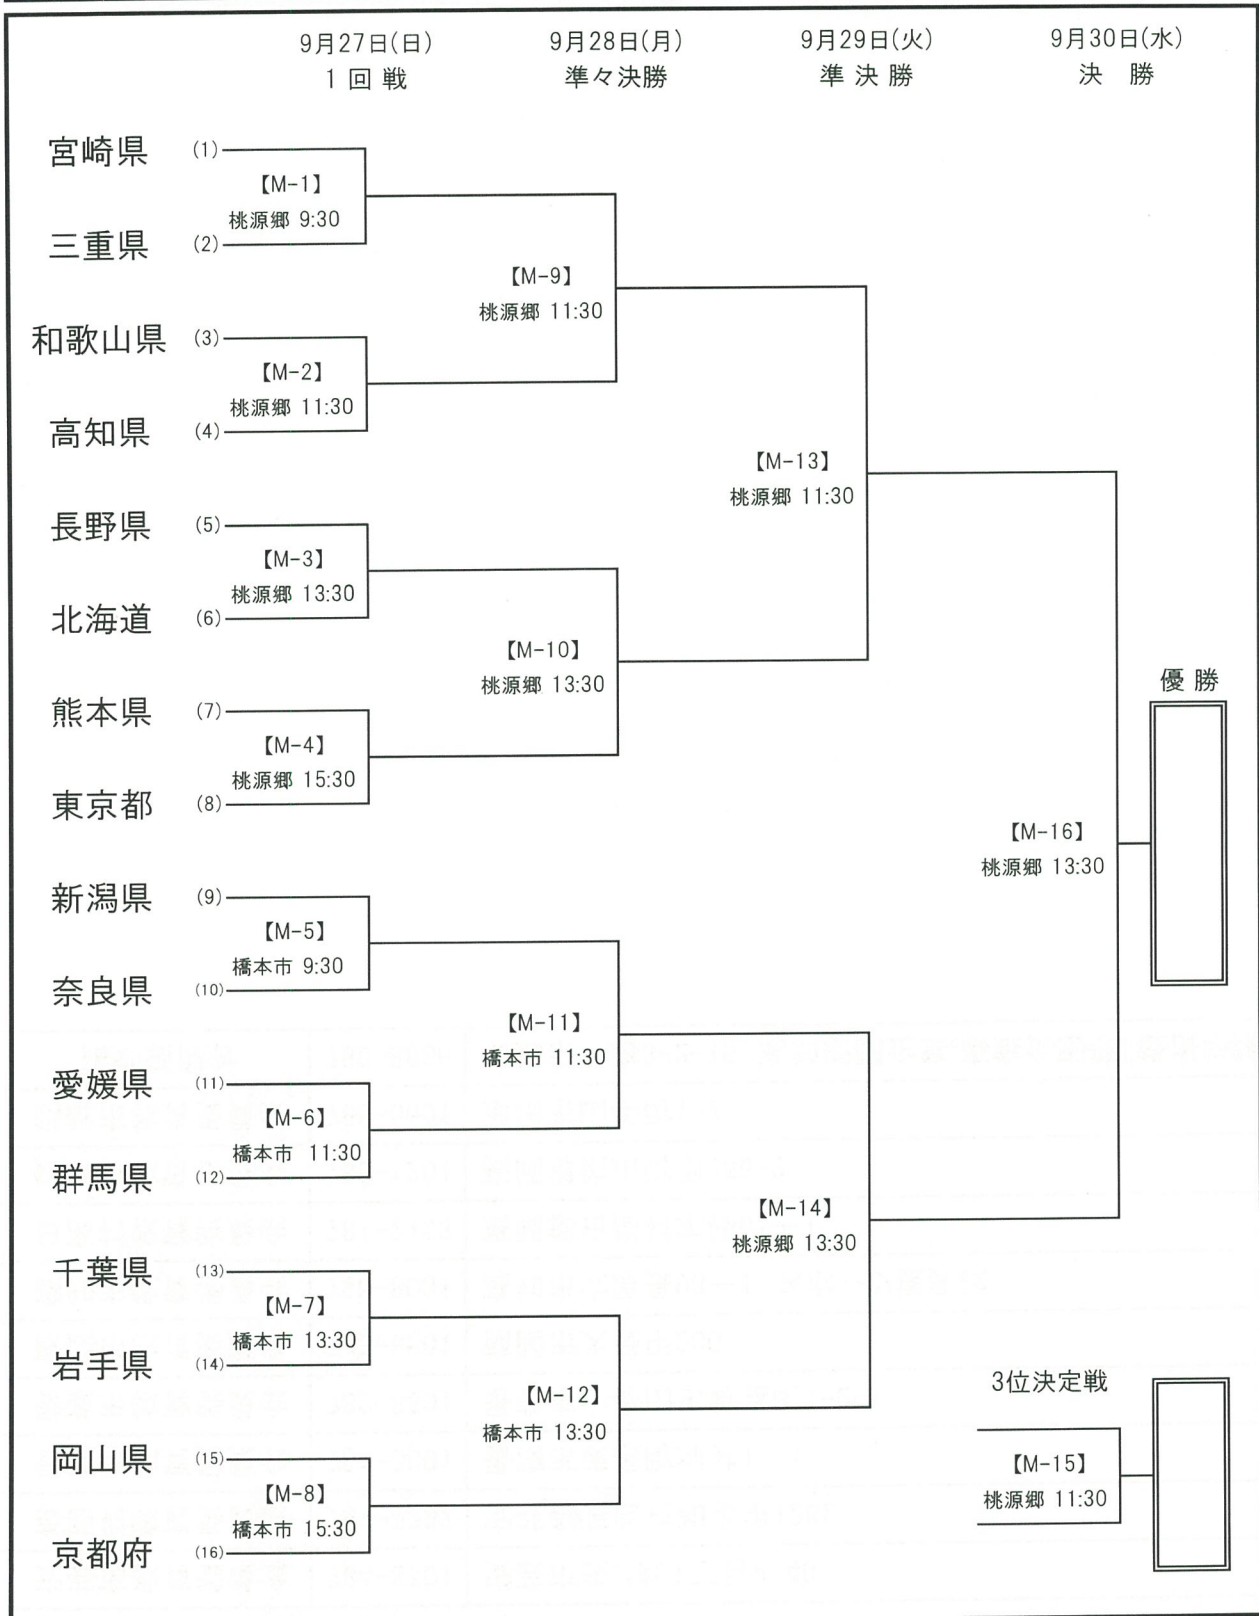 9月27日(日) 9月28日(月) 9月29日(火) 9月30日(水)
1 回 戦 準々決勝 準 決 勝 決 勝
宮崎県 (1)
【M-1】
桃源郷 9:30
三重県 (2)
【M-9】
桃源郷 11:30
和歌山県 (3)
【M-2】
桃源郷 11:30
高知県 (4)
【M-13】
桃源郷 11:30
長野県 (5)
【M-3】
桃源郷 13:30
北海道 (6)
【M-10】
桃源郷 13:30
熊本県 (7)
優 勝
【M-4】
桃源郷 15:30
東京都 (8)
【M-16】
桃源郷 13:30
新潟県 (9)
【M-5】
橋本市 9:30
奈良県 (10)
【M-11】
橋本市 11:30
愛媛県 (11)
【M-6】
橋本市 11:30
群馬県 (12)
【M-14】
桃源郷 13:30
千葉県 (13)
【M-7】
橋本市 13:30
岩手県 (14)
3位決定戦
【M-12】
橋本市 13:30
岡山県 (15)
【M-15】
桃源郷 11:30
【M-8】
橋本市 15:30
京都府 (16)